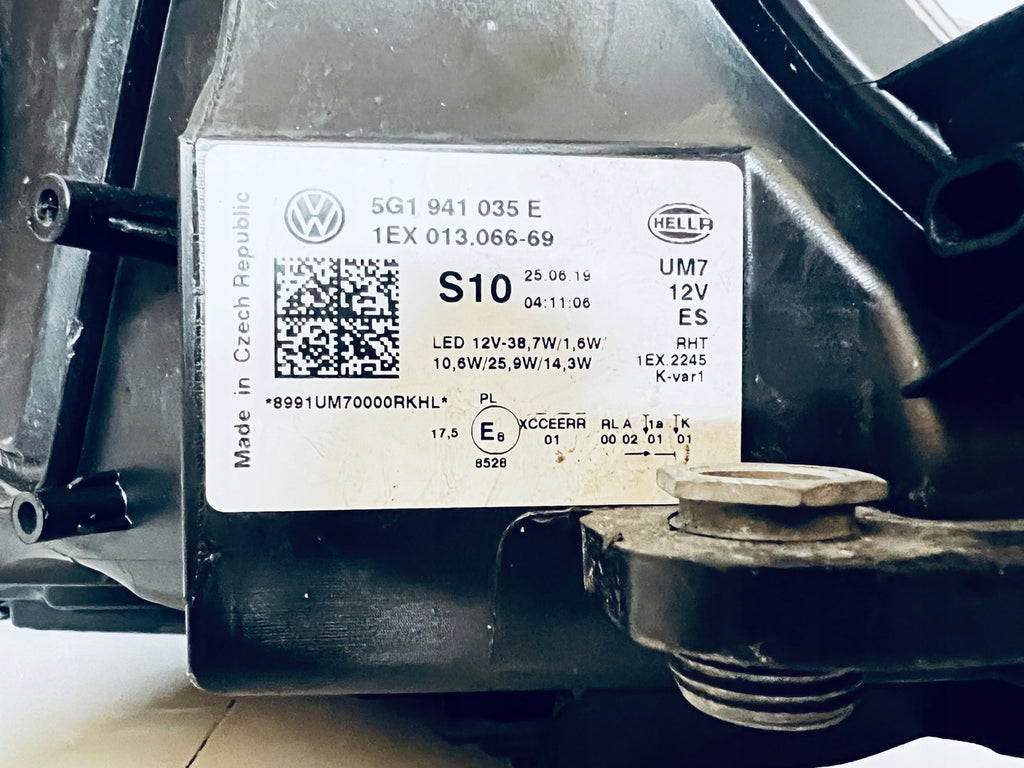 Made in Czech Republic
5G1 941 035 E
1EX 013.066-69
HELLA
S10
25.06.19
04:11:06
UM7
12V
ES
LED 12V-38,7W/1,6W/
10,6W/25,9W/14,3W
RHT
1EX.2245
K-var1
*8991UM70000RKHL*
PL
17,5
E8
8528
XCCEERR
01
RL A 1a K
00 02 01 01